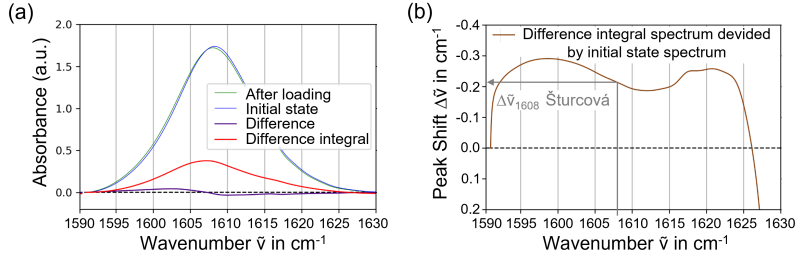 (a)
Absorbance (a.u.)
2.0
1.5
1.0
0.5
0.0
After loading
Initial state
Difference
Difference integral
1590 1595 1600 1605 1610 1615 1620 1625 1630
Wavenumber ṽ in cm-1
(b)
Peak Shift Δṽ in cm-1
-0.4
-0.3
-0.2
-0.1
0.0
0.1
0.2
Difference integral spectrum devided
by initial state spectrum
Δṽ1608 Šturcová
1590 1595 1600 1605 1610 1615 1620 1625 1630
Wavenumber ṽ in cm-1